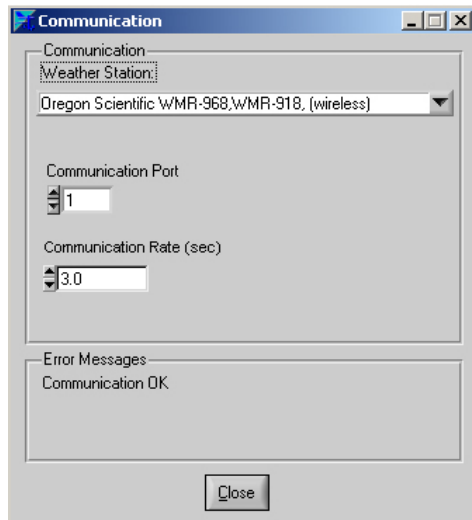 Communication
Communication
Weather Station:
Oregon Scientific WMR-968,WMR-918, (wireless)
Communication Port
1
Communication Rate (sec)
3.0
Error Messages
Communication OK
Close